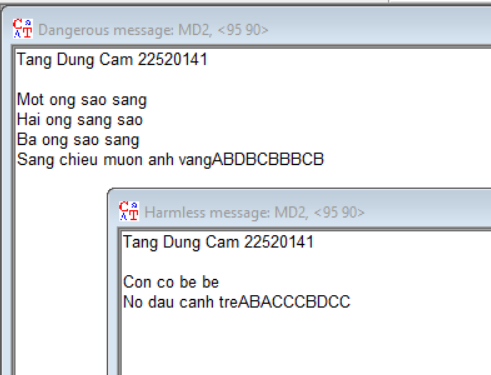 Dangerous message: MD2, <95 90>
Tang Dung Cam 22520141
Mot ong sao sang
Hai ong sang sao
Ba ong sao sang
Sang chieu muon anh vangABDBCBBBCB
Harmless message: MD2, <95 90>
Tang Dung Cam 22520141
Con co be be
No dau canh treABACCCBDCC